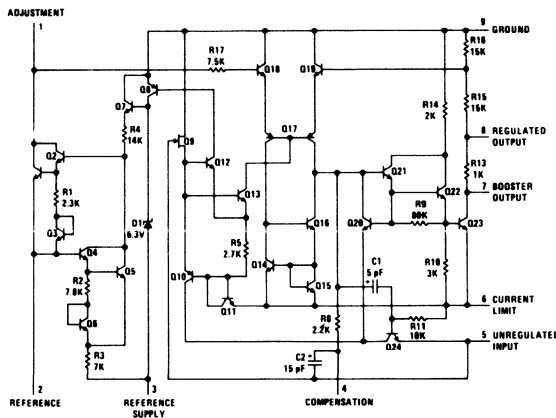 ADJUSTMENT
1
9
GROUND
R16
15K
R17
7.5K
Q18
Q19
Q8
Q7
R4
14K
R14
2K
R15
15K
8
REGULATED
OUTPUT
Q9
Q17
Q2
Q12
Q21
R13
1K
7
BOOSTER
OUTPUT
Q22
R1
2.3K
Q13
R9
Q3
D1
6.3V
Q16
Q20
Q23
Q4
R5
2.7K
Q14
R10
3K
R2
Q5
Q10
C1
5 pF
Q15
6
CURRENT
LIMIT
Q11
Q6
R8
2.2K
R11
10K
5
UNREGULATED
INPUT
Q24
R3
7K
C2
15 pF
2
REFERENCE
3
REFERENCE
SUPPLY
4
COMPENSATION